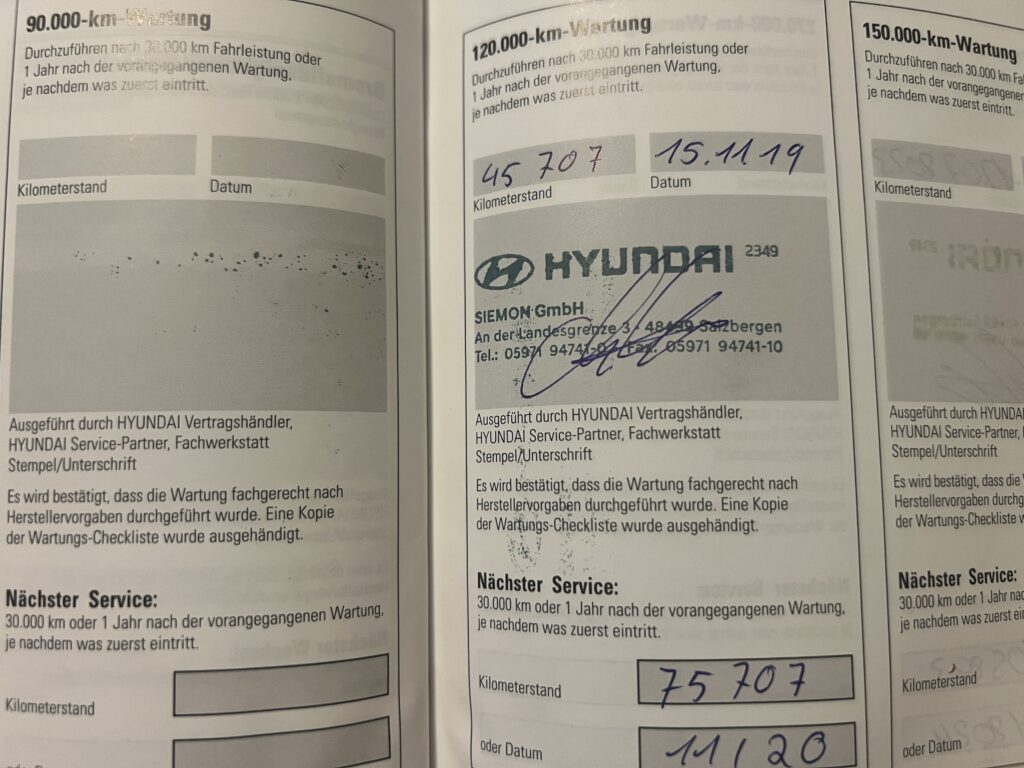 90.000-km-Wartung
Durchzuführen nach 30.000 km Fahrleistung oder
1 Jahr nach der vorangegangenen Wartung,
je nachdem was zuerst eintritt.
Kilometerstand
Datum
Ausgeführt durch HYUNDAI Vertragshändler,
HYUNDAI Service-Partner, Fachwerkstatt
Stempel/Unterschrift
Es wird bestätigt, dass die Wartung fachgerecht nach
Herstellervorgaben durchgeführt wurde. Eine Kopie
der Wartungs-Checkliste wurde ausgehändigt.
Nächster Service:
30.000 km oder 1 Jahr nach der vorangegangenen Wartung,
je nachdem was zuerst eintritt.
Kilometerstand
120.000-km-Wartung
Durchzuführen nach 30.000 km Fahrleistung oder
1 Jahr nach der vorangegangenen Wartung,
je nachdem was zuerst eintritt.
45 707
15.11.19
Kilometerstand
Datum
HYUNDAI 2349
SIEMON GmbH
An der Landesgrenze 3 · 48499 Salzbergen
Tel.: 05971 94741-01 Fax. 05971 94741-10
Ausgeführt durch HYUNDAI Vertragshändler,
HYUNDAI Service-Partner, Fachwerkstatt
Stempel/Unterschrift
Es wird bestätigt, dass die Wartung fachgerecht nach
Herstellervorgaben durchgeführt wurde. Eine Kopie
der Wartungs-Checkliste wurde ausgehändigt.
Nächster Service:
30.000 km oder 1 Jahr nach der vorangegangenen Wartung,
je nachdem was zuerst eintritt.
Kilometerstand
75 707
oder Datum
11/20
150.000-km-Wartung
Durchzuführen nach 30.000 km
1 Jahr nach der vorangegangenen
je nachdem was zuerst eintritt.
Kilometerstand
Ausgeführt durch HYUNDAI
HYUNDAI Service-Partner,
Stempel/Unterschrift
Es wird bestätigt, dass die
Herstellervorgaben
der Wartungs-Checkliste
Nächster Service:
30.000 km oder 1 Jahr
je nachdem was zuerst
Kilometerstand
oder Datum